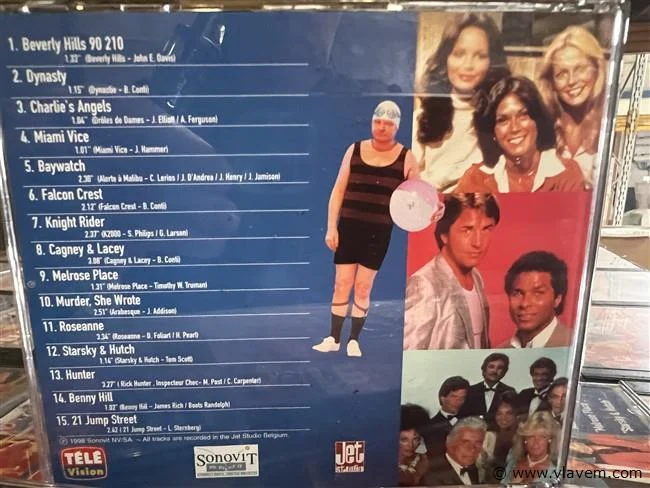 1. Beverly Hills 90 210
1.33" (Beverly Hills - John E. Davis)
2. Dynasty
1.15" (Dynastie - B. Conti)
3. Charlie's Angels
1.04" (Drôles de Dames - J. Elliott / A. Ferguson)
4. Miami Vice
1.01" (Miami Vice - J. Hammer)
5. Baywatch
2.30" (Alerte à Malibu - C. Lerios / J. D'Andrea / J. Henry / J. Jamison)
6. Falcon Crest
2.12" (Falcon Crest - B. Conti)
7. Knight Rider
2.37" (K2000 - S. Philips / G. Larson)
8. Cagney & Lacey
3.08" (Cagney & Lacey - B. Conti)
9. Melrose Place
1.31" (Melrose Place - Timothy W. Truman)
10. Murder, She Wrote
2.51" (Arabesque - J. Addison)
11. Roseanne
3.34" (Roseanne - D. Foliart / H. Pearl)
12. Starsky & Hutch
1.14" (Starsky & Hutch - Tom Scott)
13. Hunter
3.27" ( Rick Hunter . Inspecteur Choc- M. Post / C. Carpenter)
14. Benny Hill
1.02" (Benny Hill - James Rich / Boots Randolph)
15. 21 Jump Street
2.42 ( 21 Jump Street - L. Sternberg)
℗ 1998 Sonovit NV/SA - All tracks are recorded in the Jet Studio Belgium.
TÉLÉ
Vision
SONOVIT
Jet
STUDIO
© www.vlavem.com